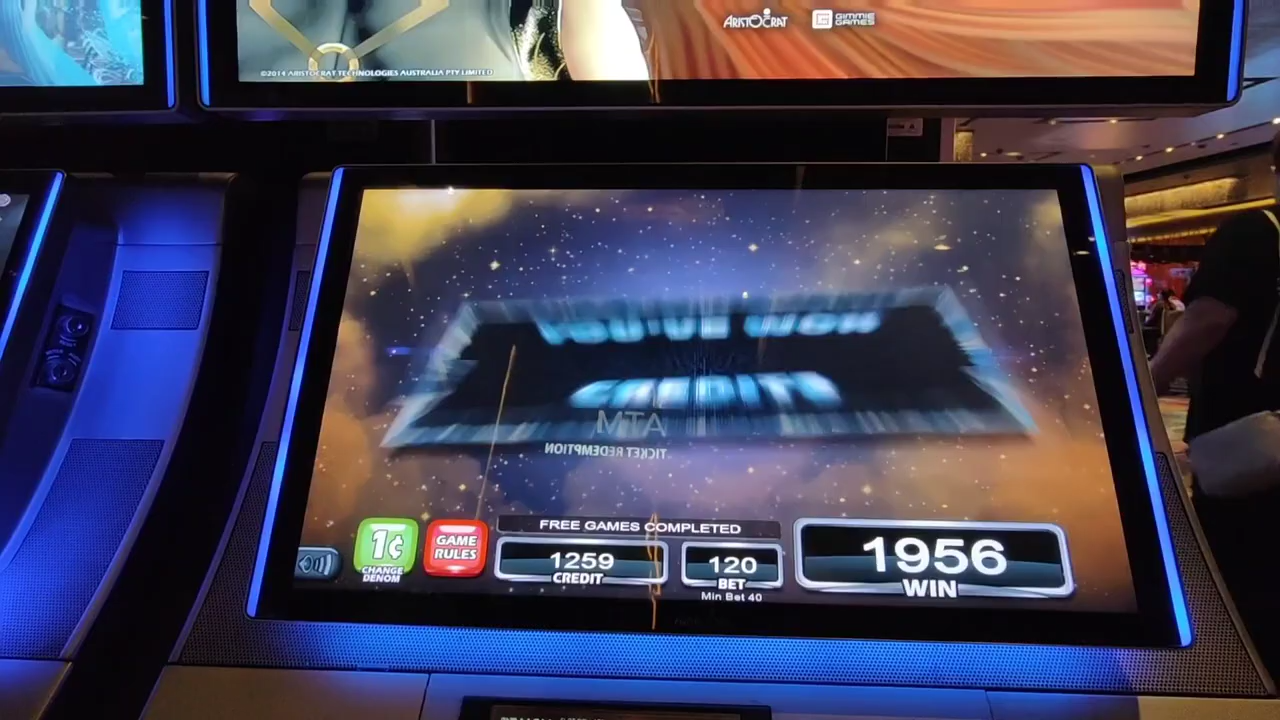 ARISTOCRAT
GIMMIE GAMES
©2014 ARISTOCRAT TECHNOLOGIES AUSTRALIA PTY LIMITED
YOU'VE WON
CREDITS
MTA
TICKET REDEMPTION
FREE GAMES COMPLETED
1¢
CHANGE
DENOM
GAME
RULES
1259
CREDIT
120
BET
Min Bet 40
1956
WIN